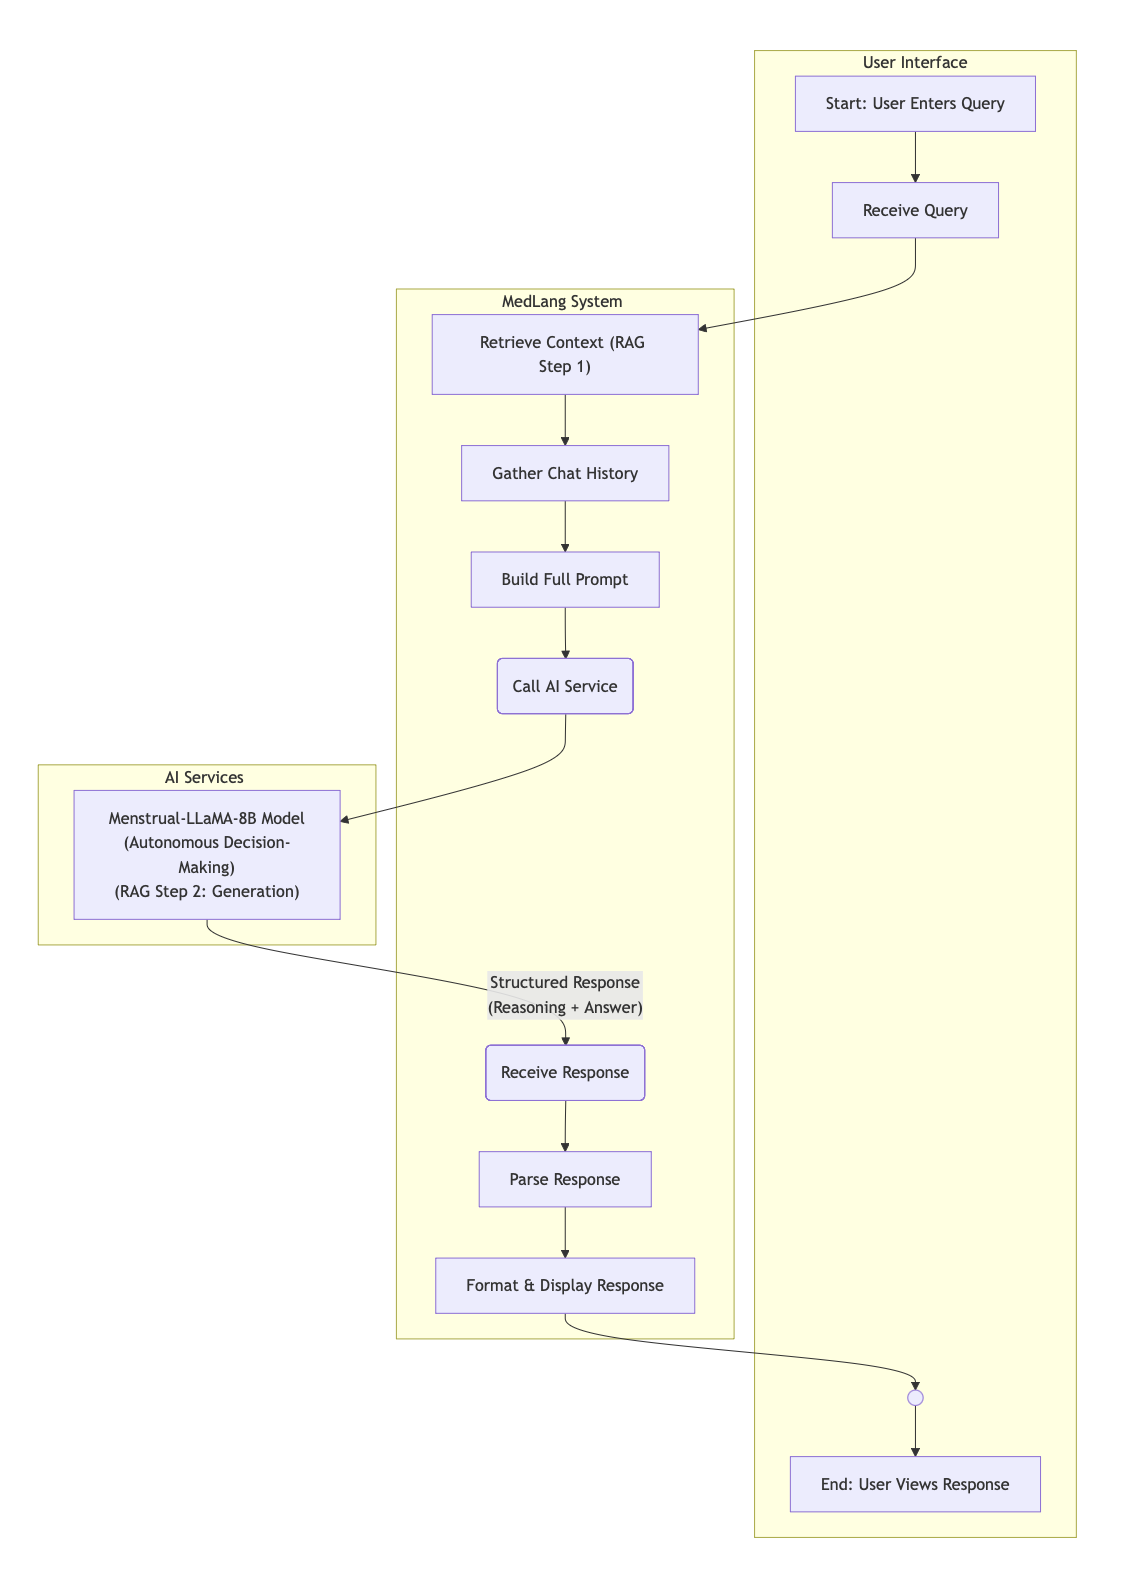 User Interface
Start: User Enters Query
Receive Query
MedLang System
Retrieve Context (RAG
Step 1)
Gather Chat History
Build Full Prompt
Call AI Service
AI Services
Menstrual-LLaMA-8B Model
(Autonomous Decision-
Making)
(RAG Step 2: Generation)
Structured Response
(Reasoning + Answer)
Receive Response
Parse Response
Format & Display Response
End: User Views Response